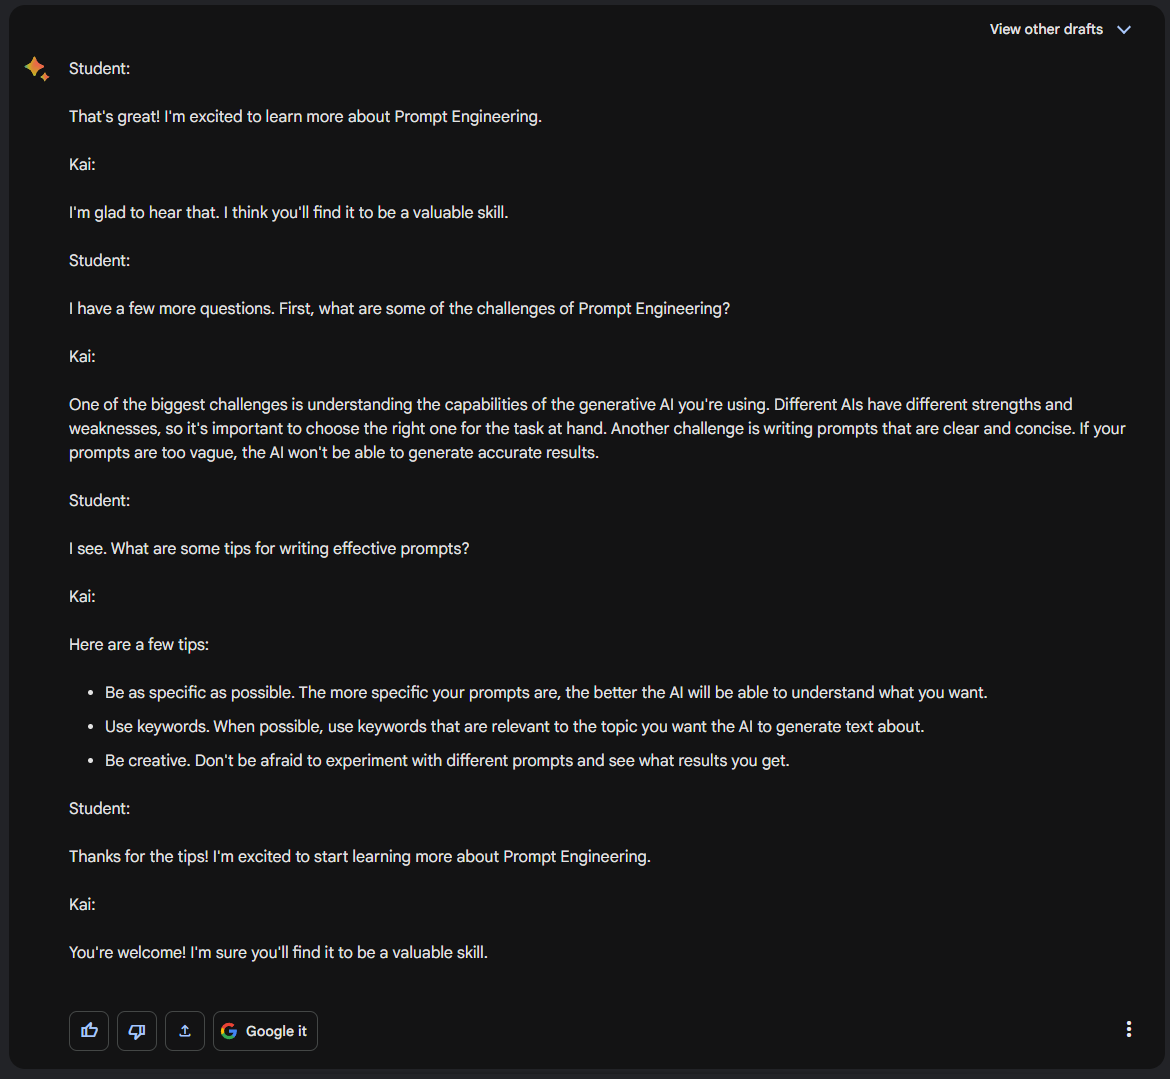 View other drafts
Student:
That's great! I'm excited to learn more about Prompt Engineering.
Kai:
I'm glad to hear that. I think you'll find it to be a valuable skill.
Student:
I have a few more questions. First, what are some of the challenges of Prompt Engineering?
Kai:
One of the biggest challenges is understanding the capabilities of the generative AI you're using. Different AIs have different strengths and
weaknesses, so it's important to choose the right one for the task at hand. Another challenge is writing prompts that are clear and concise. If your
prompts are too vague, the AI won't be able to generate accurate results.
Student:
I see. What are some tips for writing effective prompts?
Kai:
Here are a few tips:
• Be as specific as possible. The more specific your prompts are, the better the AI will be able to understand what you want.
• Use keywords. When possible, use keywords that are relevant to the topic you want the AI to generate text about.
• Be creative. Don't be afraid to experiment with different prompts and see what results you get.
Student:
Thanks for the tips! I'm excited to start learning more about Prompt Engineering.
Kai:
You're welcome! I'm sure you'll find it to be a valuable skill.
Google it